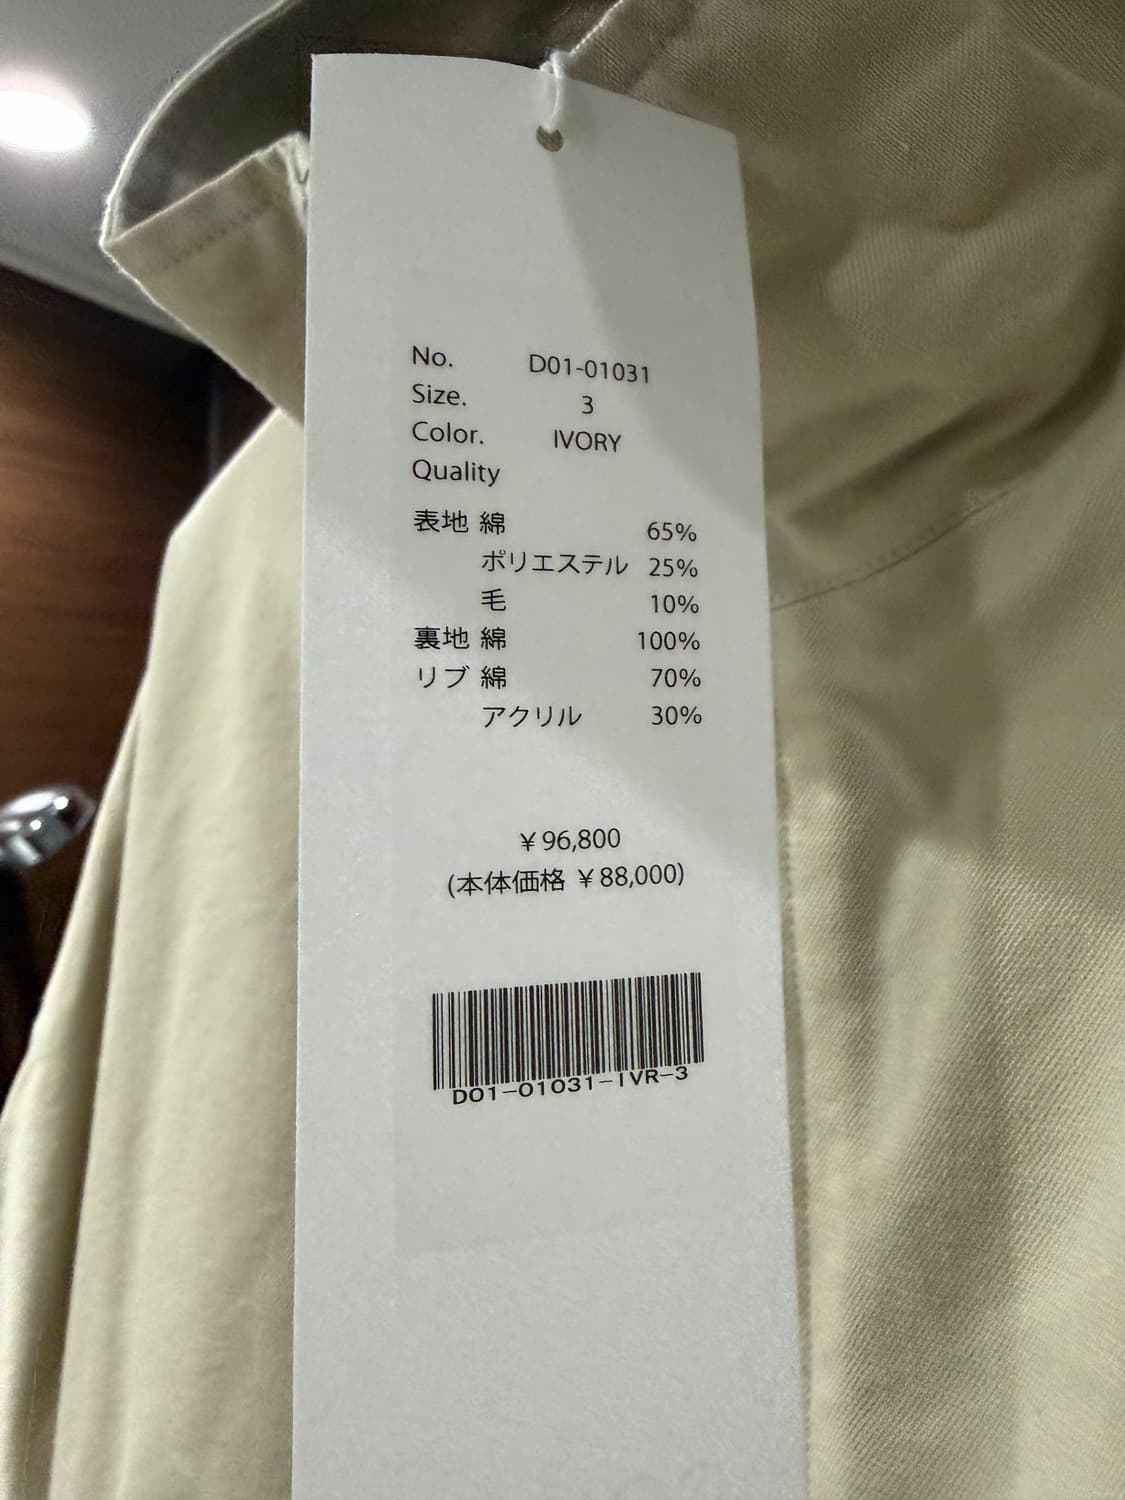 No. D01-01031
Size. 3
Color. IVORY
Quality
表地 綿 65%
ポリエステル 25%
毛 10%
裏地 綿 100%
リブ 綿 70%
アクリル 30%
￥96,800
(本体価格 ￥88,000)
D01-01031-IVR-3